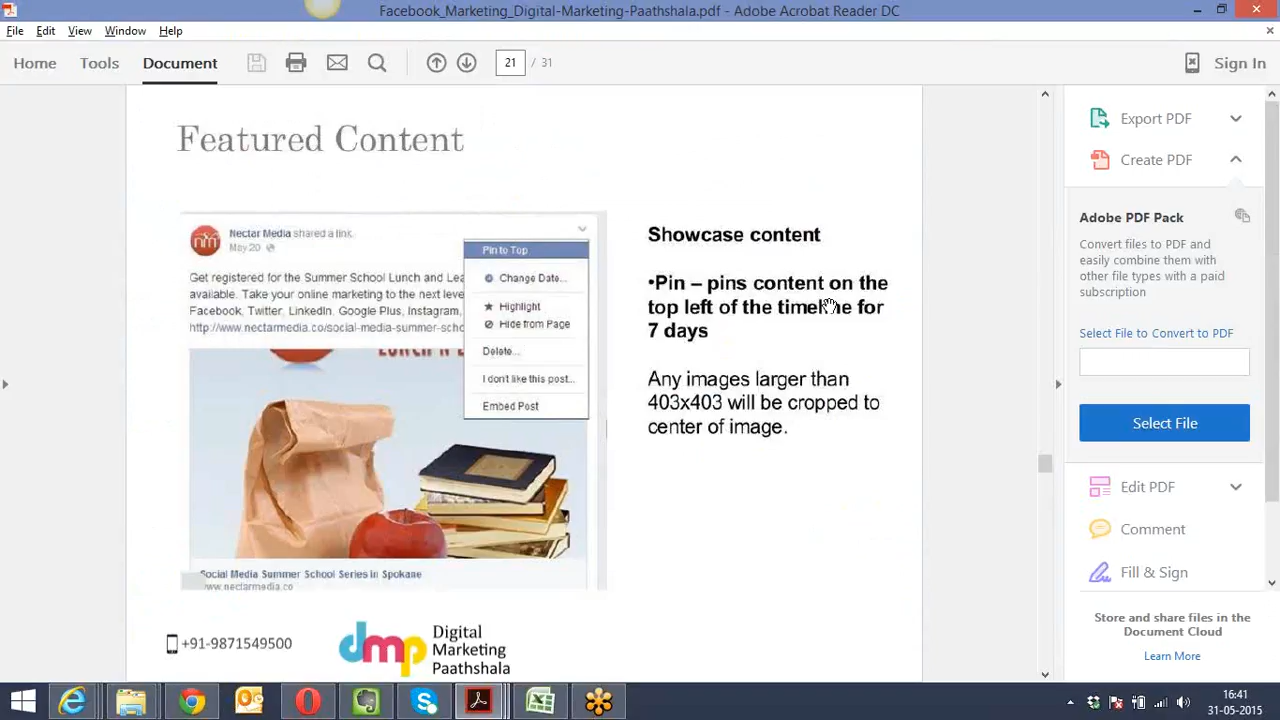 Facebook_Marketing_Digital-Marketing-Paathshala.pdf - Adobe Acrobat Reader DC
File Edit View Window Help
Home Tools Document 21 / 31 Sign In
Featured Content
Nectar Media shared a link.
May 20
Get registered for the Summer School Lunch and Lea
available. Take your online marketing to the next leve
Facebook, Twitter, LinkedIn, Google Plus, Instagram,
http://www.nectarmedia.co/social-media-summer-scho
Pin to Top
Change Date...
Highlight
Hide from Page
Delete...
I don't like this post...
Embed Post
Social Media Summer School Series in Spokane
www.nectarmedia.co
Showcase content
•Pin – pins content on the
top left of the timeline for
7 days
Any images larger than
403x403 will be cropped to
center of image.
+91-9871549500
dmp
Digital
Marketing
Paathshala
Export PDF
Create PDF
Adobe PDF Pack
Convert files to PDF and
easily combine them with
other file types with a paid
subscription
Select File to Convert to PDF
Select File
Edit PDF
Comment
Fill & Sign
Store and share files in the
Document Cloud
Learn More
16:41
31-05-2015